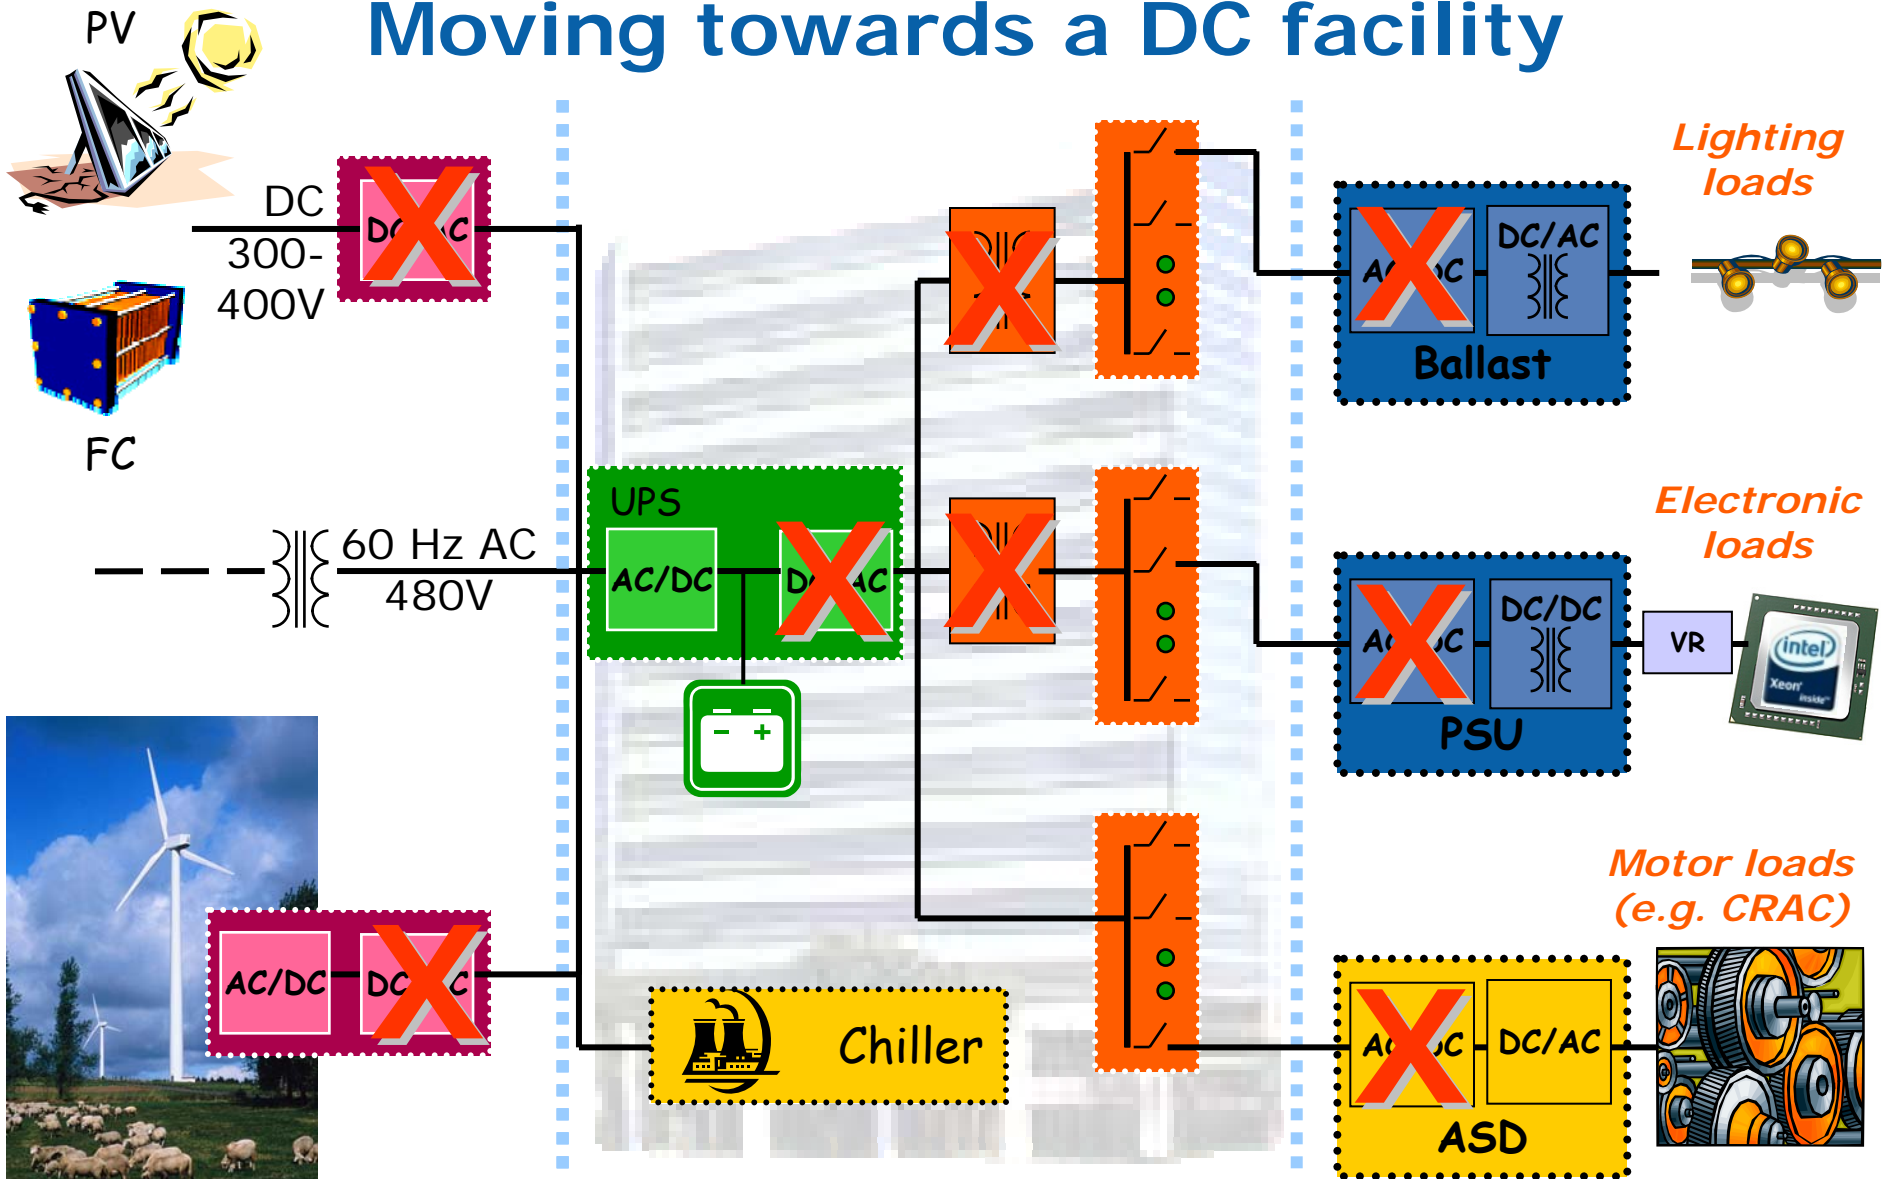 Moving towards a DC facility
PV
DC
300-
400V
FC
60 Hz AC
480V
UPS
AC/DC
AC/DC
Chiller
Lighting
loads
DC/AC
Ballast
Electronic
loads
DC/DC
PSU
VR
intel
Xeon
inside™
Motor loads
(e.g. CRAC)
DC/AC
ASD